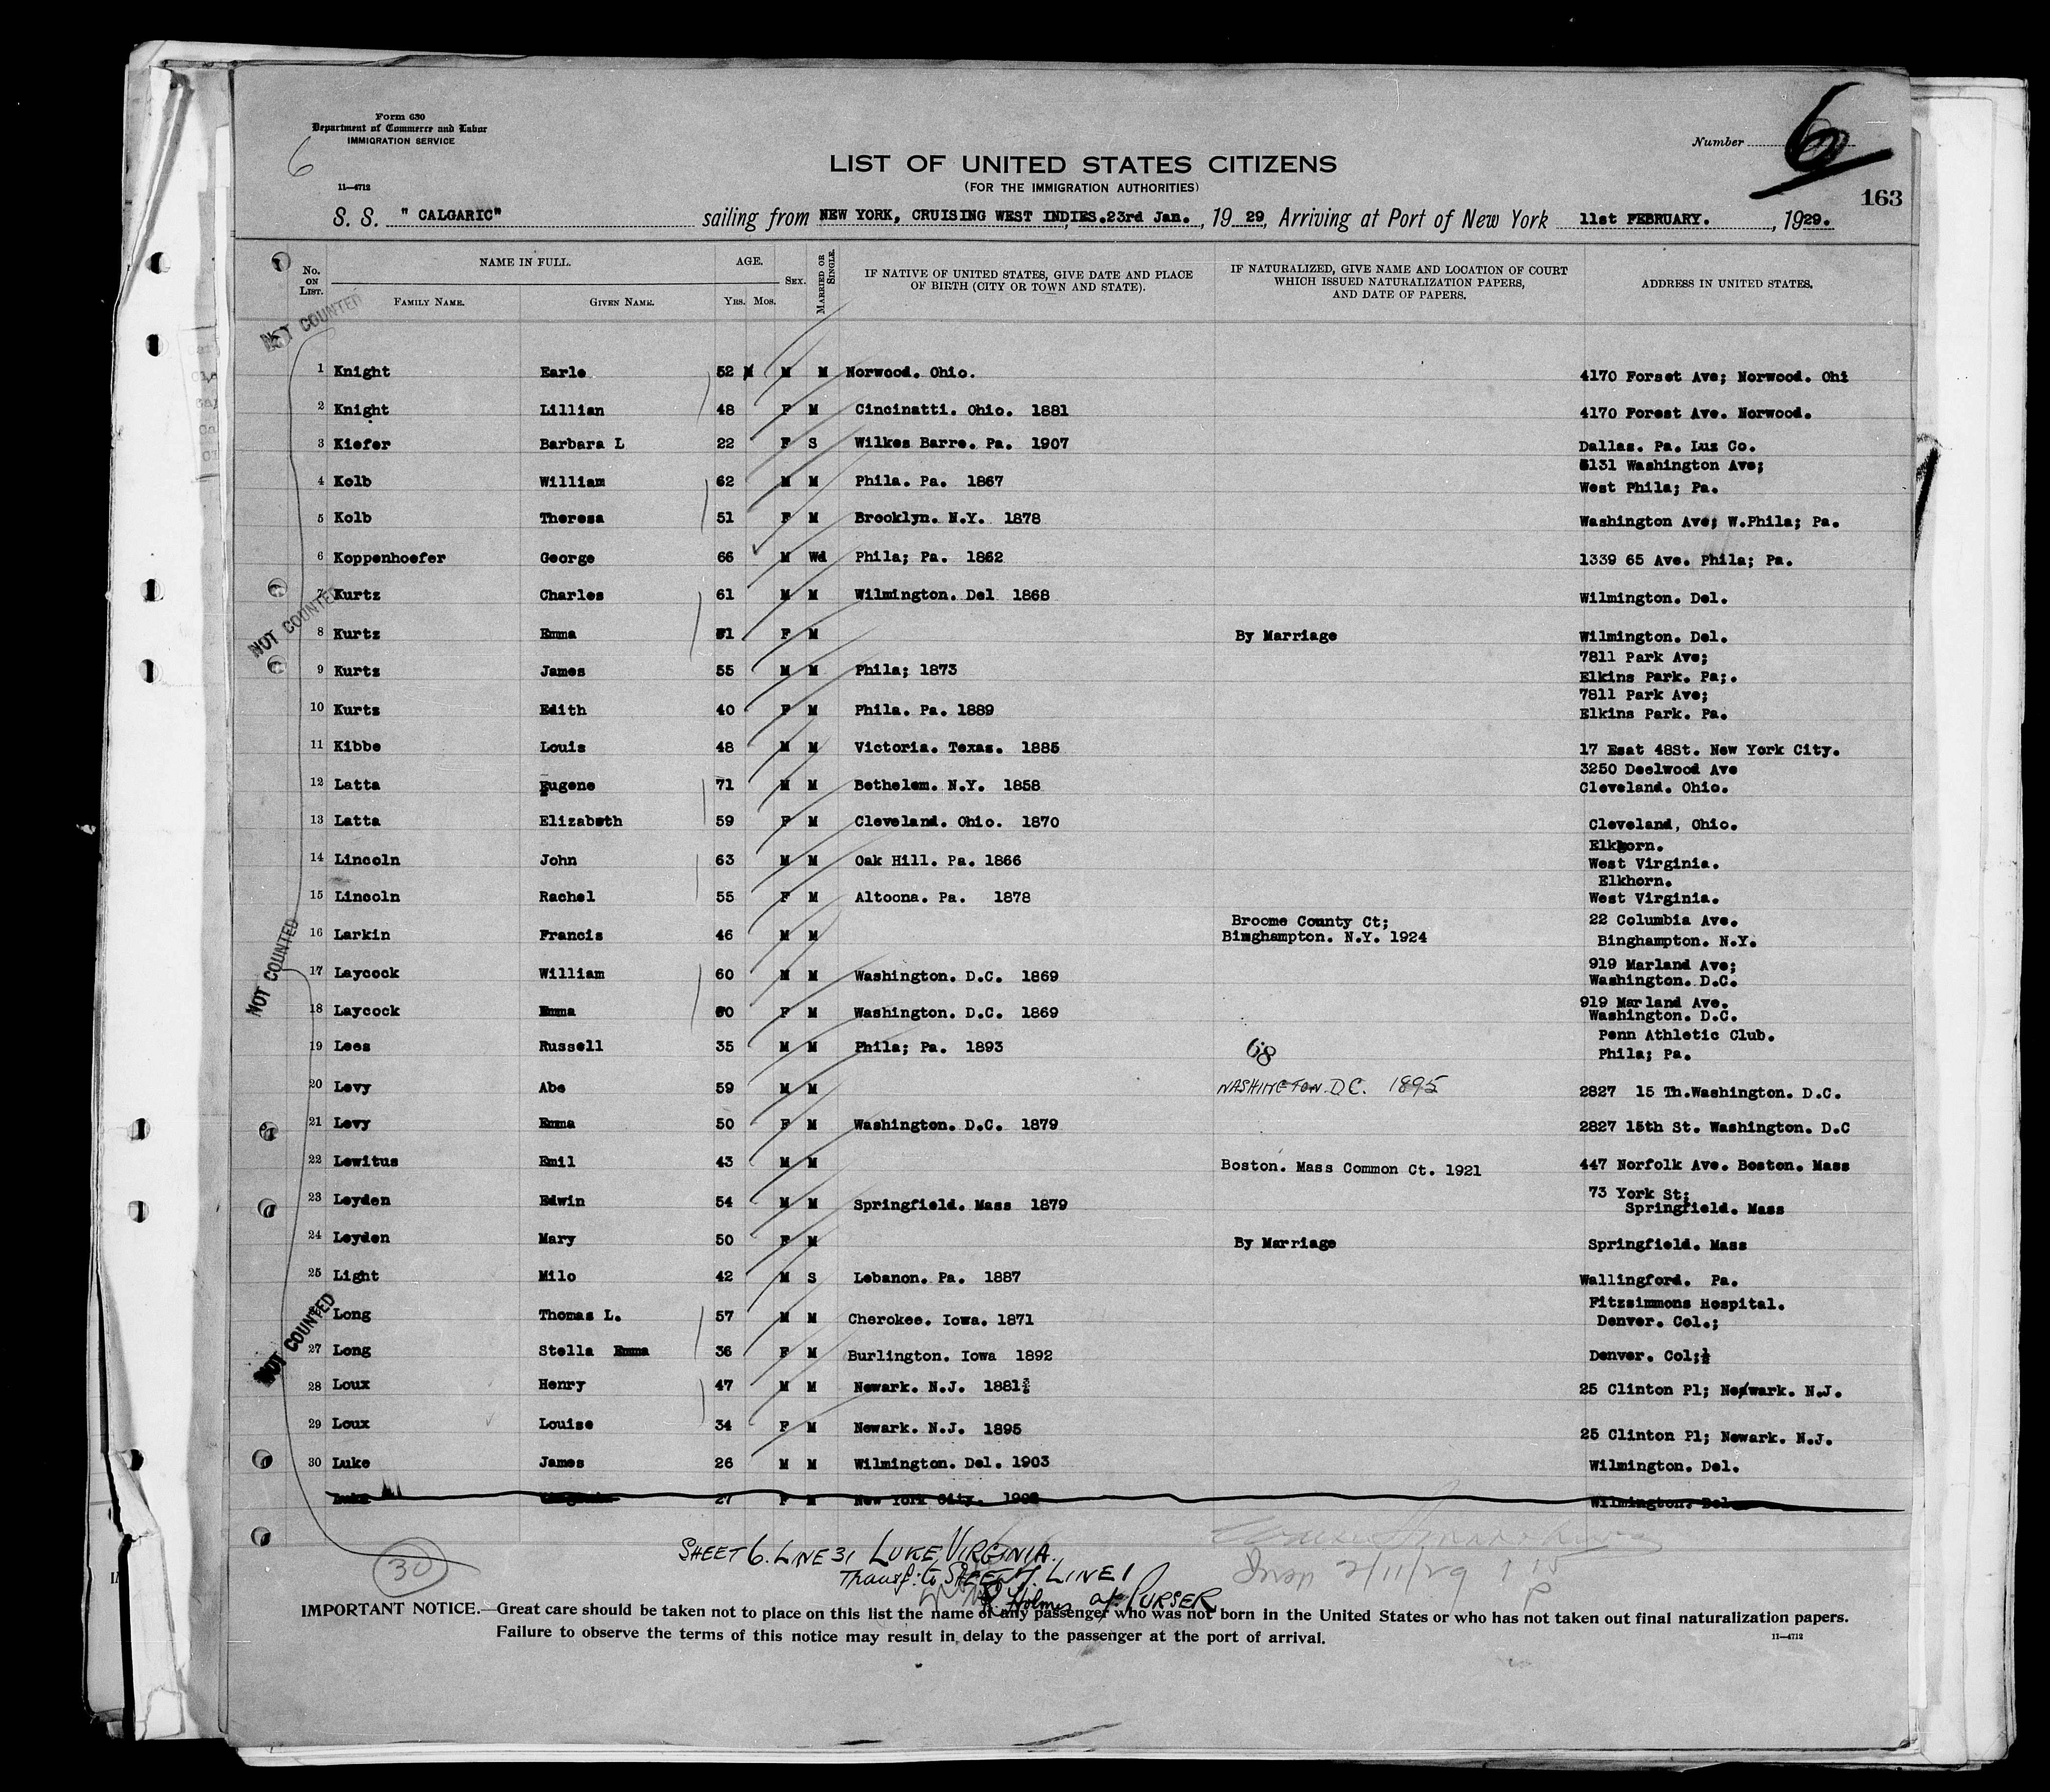 Form 630
Department of Commerce and Labor
IMMIGRATION SERVICE
6
11—4712
Number 6
163
LIST OF UNITED STATES CITIZENS
(FOR THE IMMIGRATION AUTHORITIES)
S. S. " CALGARIC" sailing from NEW YORK, CRUISING WEST INDIES.23rd Jan., 1929, Arriving at Port of New York 11st FEBRUARY., 1929.
No. ON LIST. NAME IN FULL. FAMILY NAME. GIVEN NAME. AGE. Yrs. Mos. SEX. MARRIED OR SINGLE. IF NATIVE OF UNITED STATES, GIVE DATE AND PLACE OF BIRTH (CITY OR TOWN AND STATE). IF NATURALIZED, GIVE NAME AND LOCATION OF COURT WHICH ISSUED NATURALIZATION PAPERS, AND DATE OF PAPERS. ADDRESS IN UNITED STATES.
NOT COUNTED
1 Knight Earle 52 M M Norwood. Ohio. 4170 Forset Ave; Norwood. Ohi
2 Knight Lillian 48 F M Cincinatti. Ohio. 1881 4170 Forest Ave. Norwood.
3 Kiefer Barbara L 22 F S Wilkes Barre. Pa. 1907 Dallas. Pa. Luz Co.
4 Kolb William 62 M M Phila. Pa. 1867 5131 Washington Ave; West Phila; Pa.
5 Kolb Theresa 51 F M Brooklyn. N.Y. 1878 Washington Ave; W.Phila; Pa.
6 Koppenhoefer George 66 M Wd Phila; Pa. 1862 1339 65 Ave. Phila; Pa.
7 Kurtz Charles 61 M M Wilmington. Del 1868 Wilmington. Del.
NOT COUNTED
8 Kurtz Emma 51 F M By Marriage Wilmington. Del.
9 Kurtz James 55 M M Phila; 1873 7811 Park Ave; Elkins Park. Pa;.
10 Kurtz Edith 40 F M Phila. Pa. 1889 7811 Park Ave; Elkins Park. Pa.
11 Kibbe Louis 48 M M Victoria. Texas. 1885 17 Esat 48St. New York City.
12 Latta Eugene 71 M M Bethelem. N.Y. 1858 3250 Deelwood Ave Cleveland. Ohio.
13 Latta Elizabeth 59 F M Cleveland. Ohio. 1870 Cleveland, Ohio.
14 Lincoln John 63 M M Oak Hill. Pa. 1866 Elkhorn. West Virginia.
15 Lincoln Rachel 55 F M Altoona. Pa. 1878 Elkhorn. West Virginia.
16 Larkin Francis 46 M M Broome County Ct; Binghampton. N.Y. 1924 22 Columbia Ave. Binghampton. N.Y.
NOT COUNTED
17 Laycock William 60 M M Washington. D.C. 1869 919 Marland Ave; Washington. D.C.
18 Laycock Emma 60 F M Washington. D.C. 1869 919 Marland Ave. Washington. D.C.
19 Lees Russell 35 M M Phila; Pa. 1893 68 Penn Athletic Club. Phila; Pa.
20 Levy Abe 59 M M WASHINGTON. D.C. 1895 2827 15 Th.Washington. D.C.
21 Levy Emma 50 F M Washington. D.C. 1879 2827 15th St. Washington. D.C
22 Lewitus Emil 43 M M Boston. Mass Common Ct. 1921 447 Norfolk Ave. Boston. Mass
23 Leyden Edwin 54 M M Springfield. Mass 1879 73 York St; Springfield. Mass
24 Leyden Mary 50 F M By Marriage Springfield. Mass
25 Light Milo 42 M S Lebanon. Pa. 1887 Wallingford. Pa.
NOT COUNTED
Long Thomas L. 57 M M Cherokee. Iowa. 1871 Fitzsimmons Hospital. Denver. Col.;
27 Long Stella Emma 36 F M Burlington. Iowa 1892 Denver. Col;
28 Loux Henry 47 M M Newark. N.J. 1881 25 Clinton Pl; Newark. N.J.
29 Loux Louise 34 F M Newark. N.J. 1895 25 Clinton Pl; Newark. N.J.
30 Luke James 26 M M Wilmington. Del. 1903 Wilmington. Del.
Luke 27 F M New York City. Wilmington. Del
30
SHEET 6. LINE 31 LUKE, VIRGINIA.
Transf: to SHEET 7. LINE 1
R Holmes a/c PURSER
2/11/29 1 15 P
IMPORTANT NOTICE.—Great care should be taken not to place on this list the name of any passenger who was not born in the United States or who has not taken out final naturalization papers.
Failure to observe the terms of this notice may result in delay to the passenger at the port of arrival.
11—4712